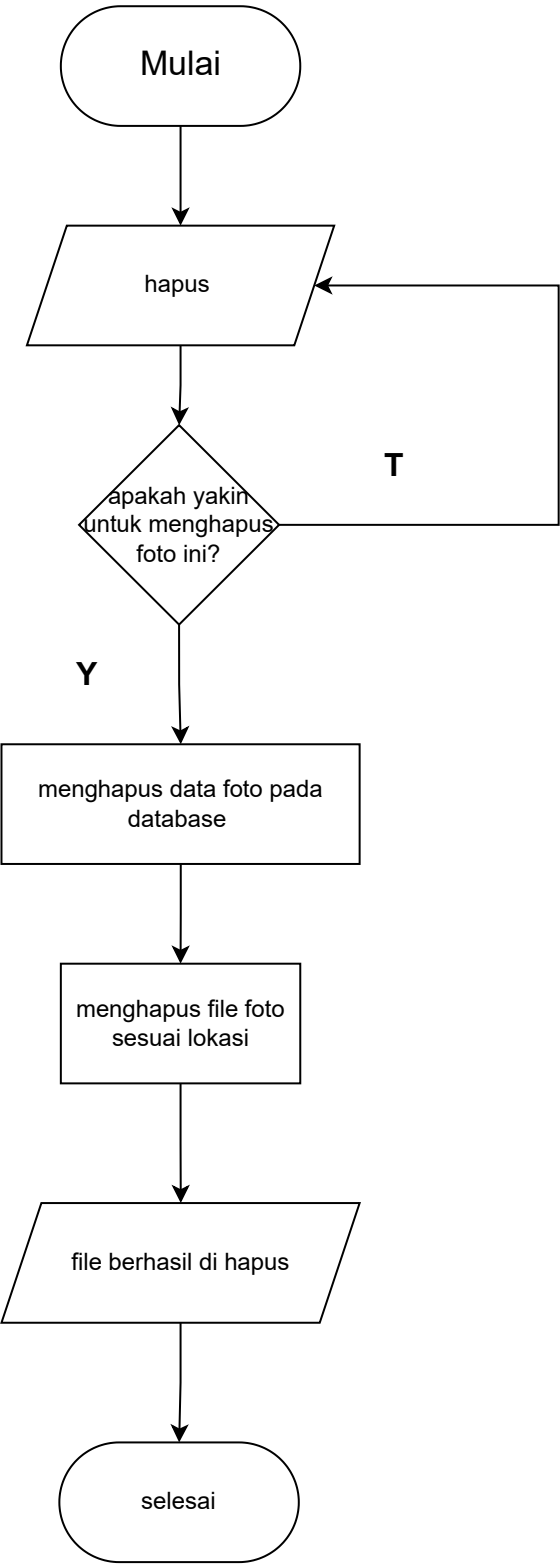 Mulai
hapus
T
apakah yakin
untuk menghapus
foto ini?
Y
menghapus data foto pada
database
menghapus file foto
sesuai lokasi
file berhasil di hapus
selesai